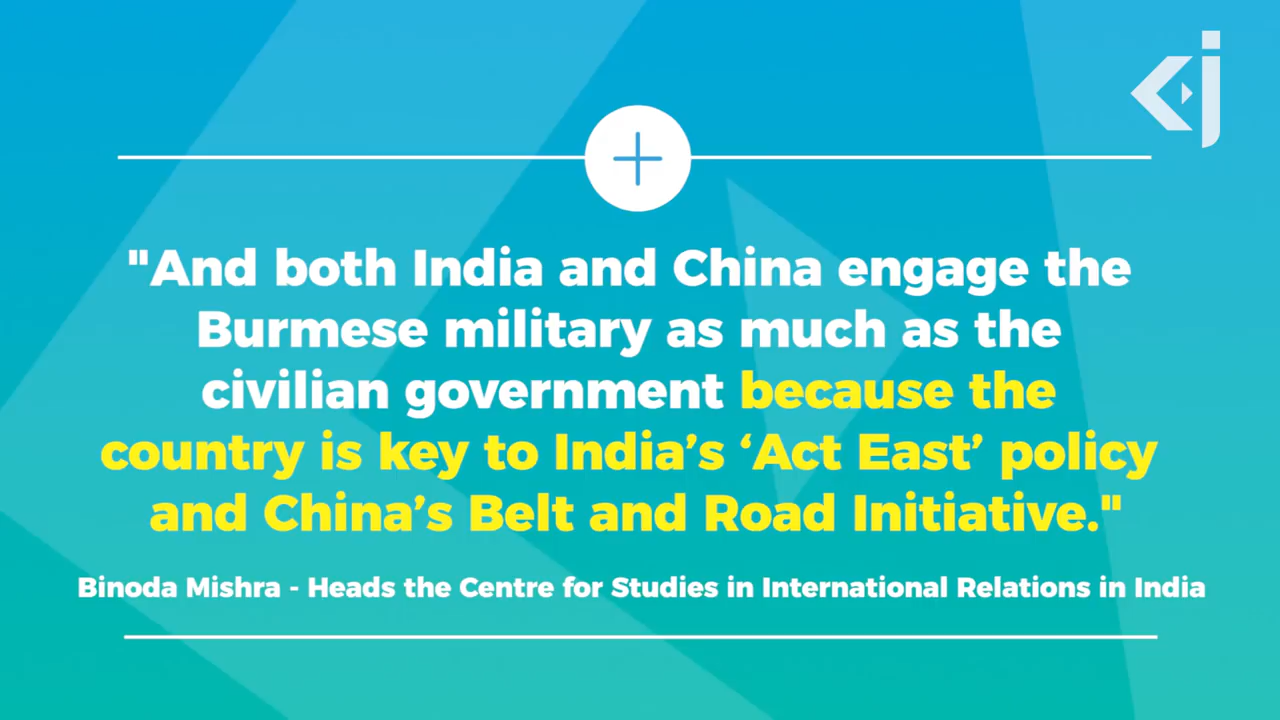 "And both India and China engage the
Burmese military as much as the
civilian government because the
country is key to India’s ‘Act East’ policy
and China’s Belt and Road Initiative."
Binoda Mishra - Heads the Centre for Studies in International Relations in India